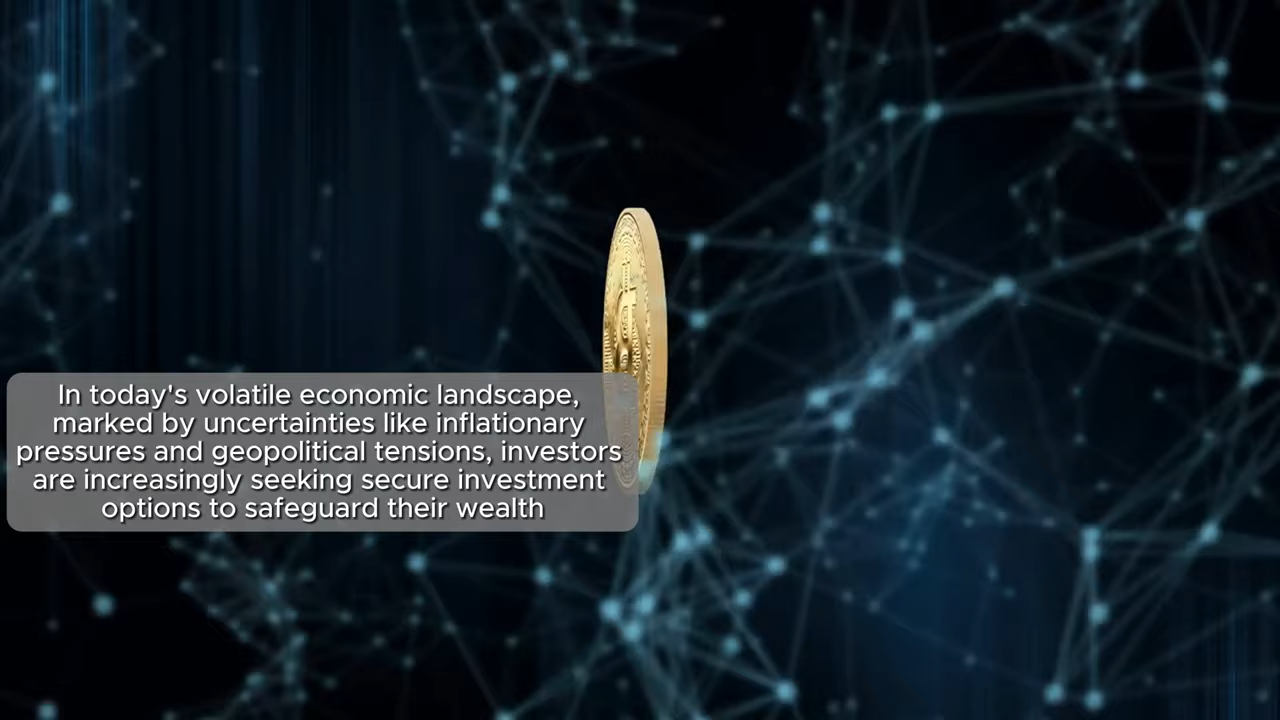 In today's volatile economic landscape,
marked by uncertainties like inflationary
pressures and geopolitical tensions, investors
are increasingly seeking secure investment
options to safeguard their wealth